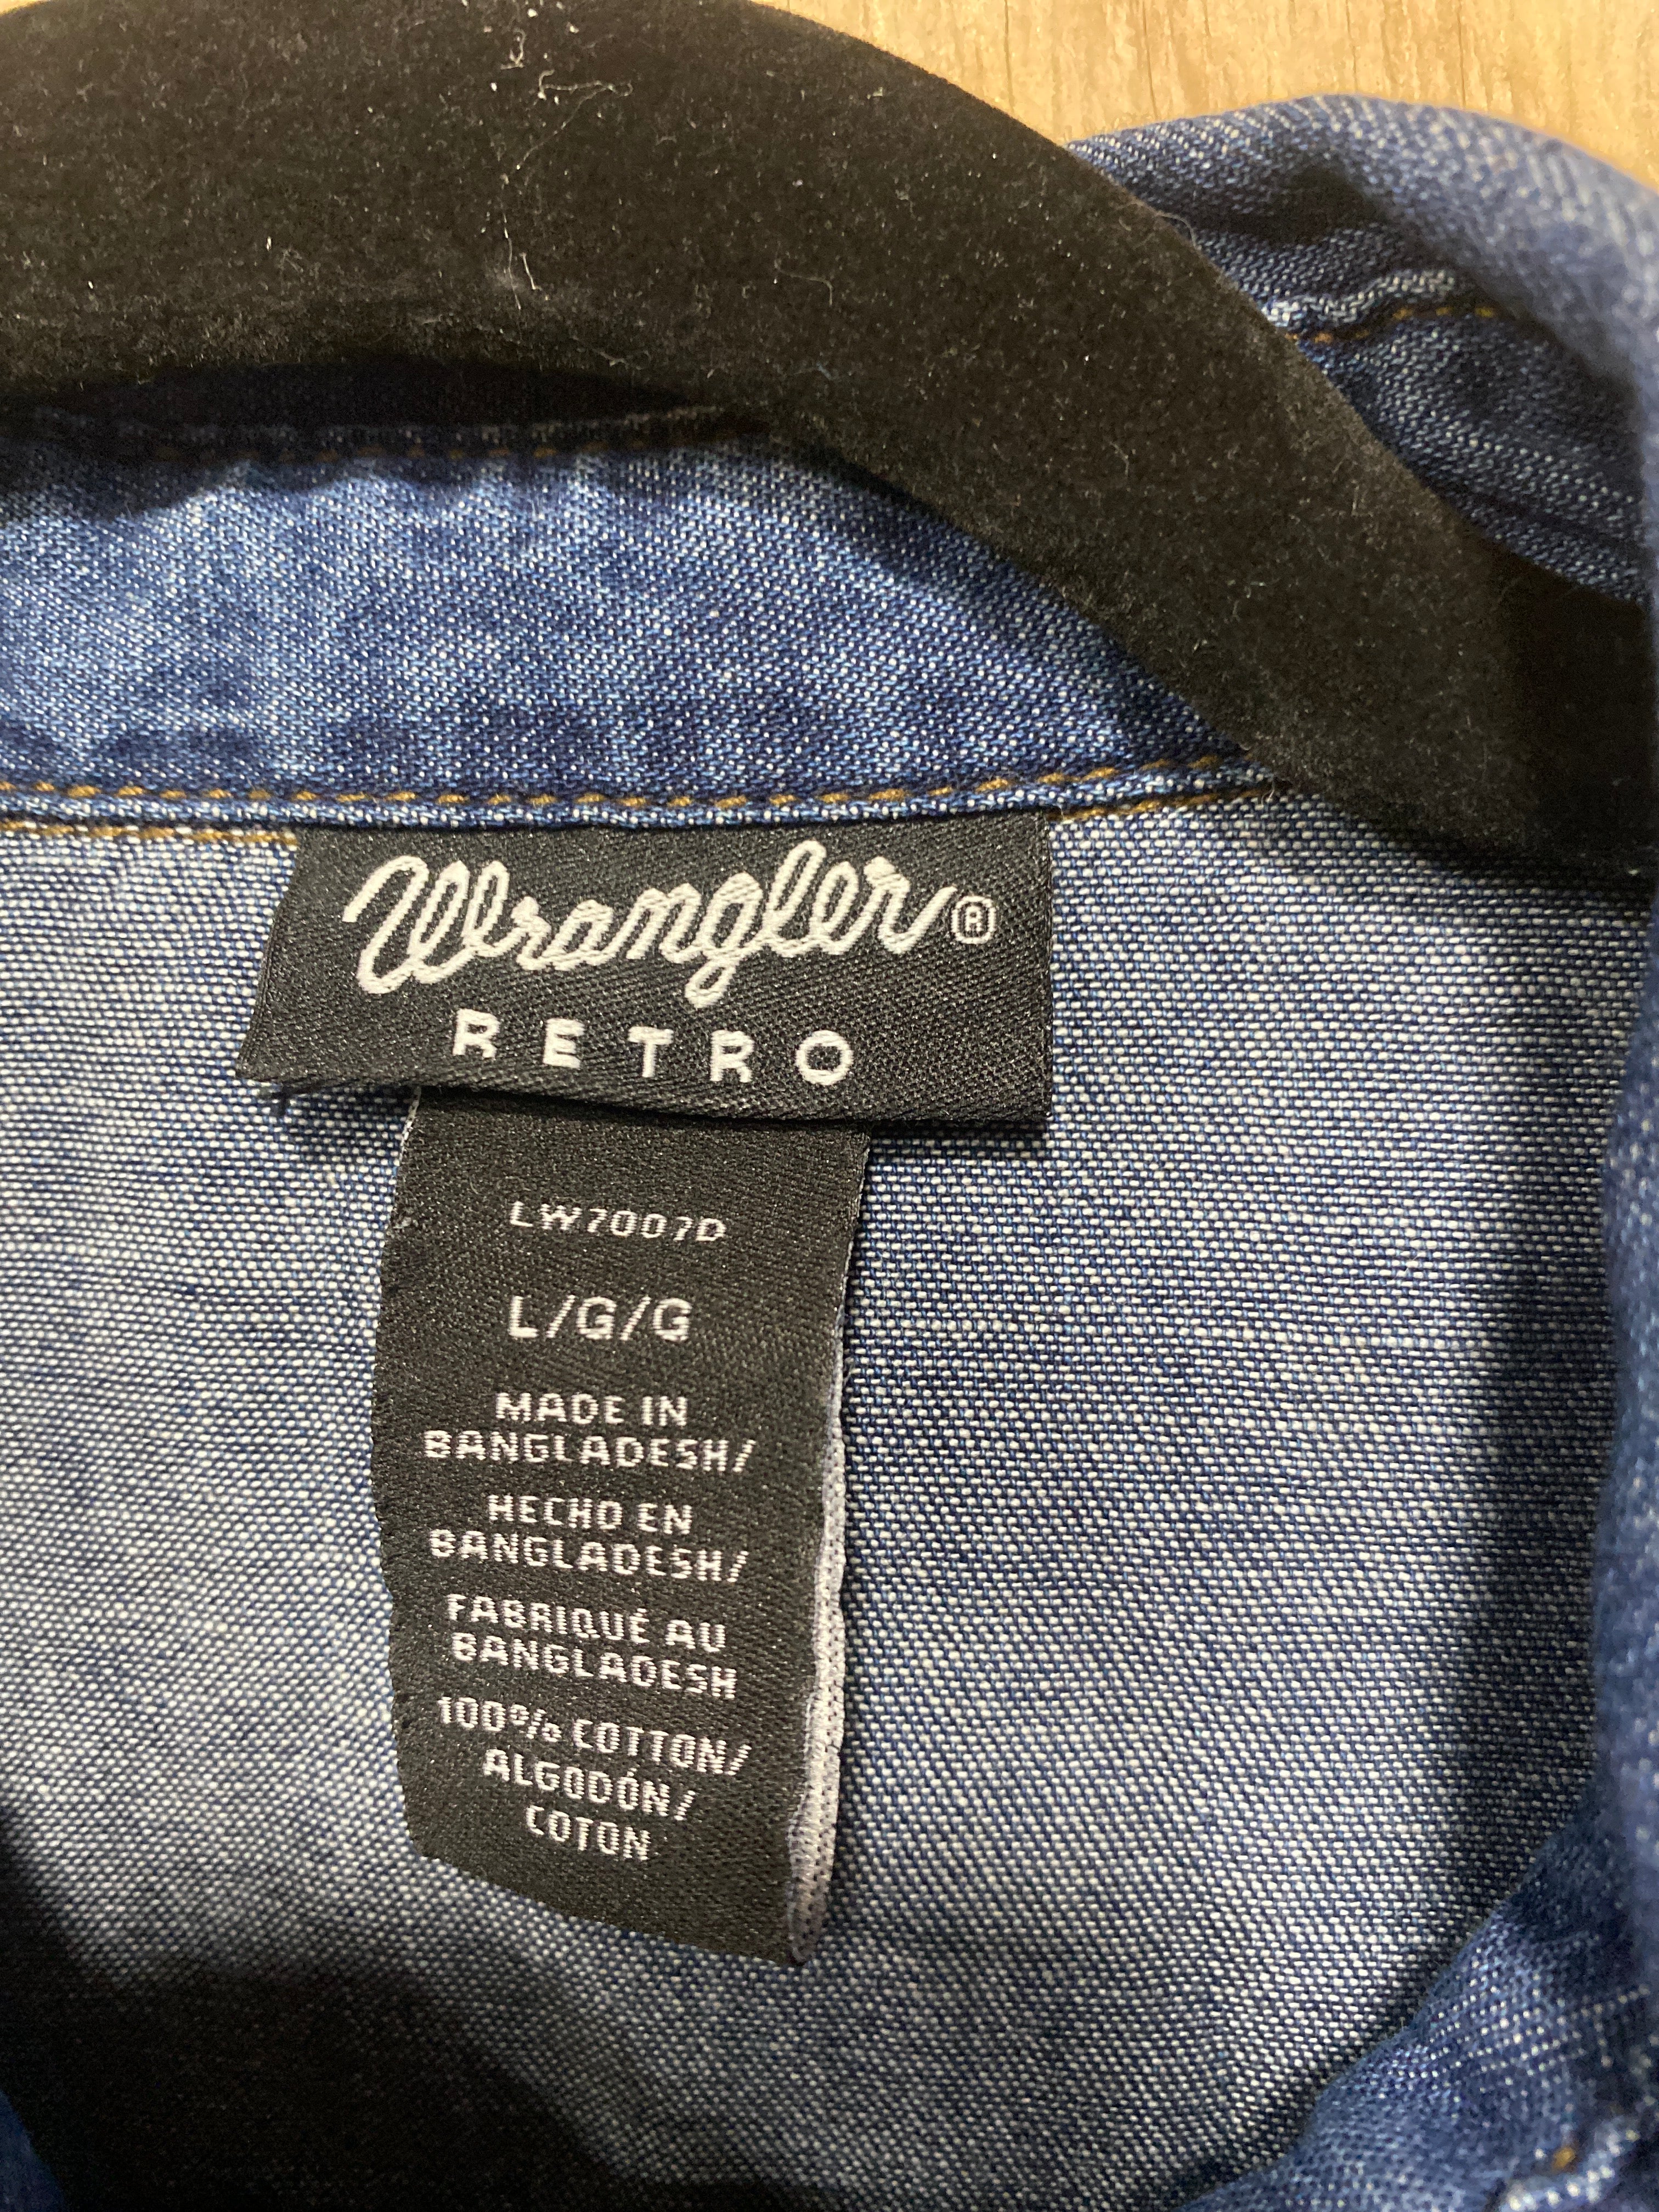 Wrangler®
RETRO
LW7007D
L/G/G
MADE IN
BANGLADESH/
HECHO EN
BANGLADESH/
FABRIQUÉ AU
BANGLADESH
100% COTTON/
ALGODÓN/
COTON